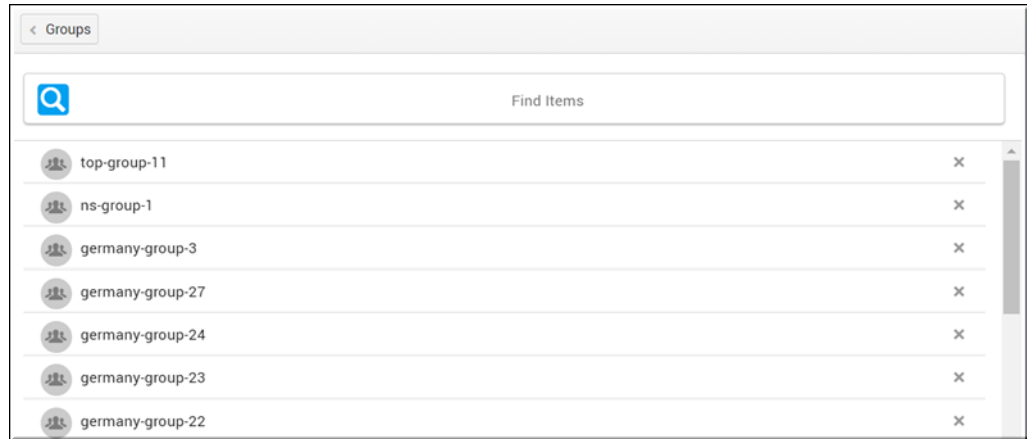 Groups
Find Items
top-group-11
ns-group-1
germany-group-3
germany-group-27
germany-group-24
germany-group-23
germany-group-22